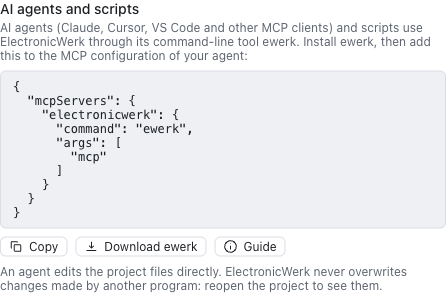 AI agents and scripts
AI agents (Claude, Cursor, VS Code and other MCP clients) and scripts use
ElectronicWerk through its command-line tool ewerk. Install ewerk, then add
this to the MCP configuration of your agent:
{
  "mcpServers": {
    "electronicwerk": {
      "command": "ewerk",
      "args": [
        "mcp"
      ]
    }
  }
}
Copy
Download ewerk
Guide
An agent edits the project files directly. ElectronicWerk never overwrites
changes made by another program: reopen the project to see them.